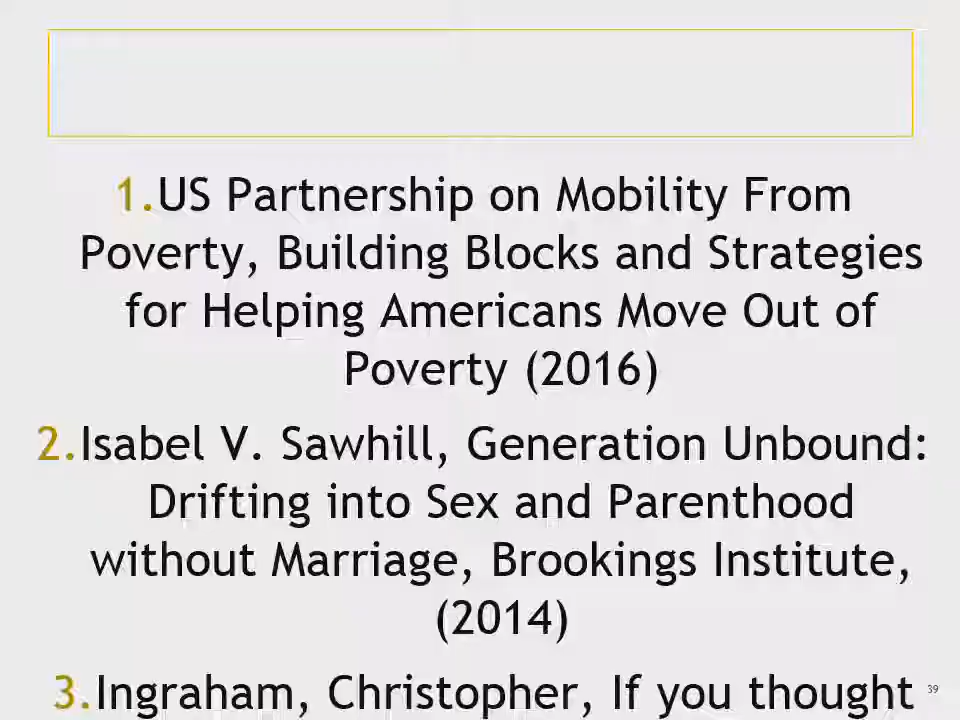 1.US Partnership on Mobility From
Poverty, Building Blocks and Strategies
for Helping Americans Move Out of
Poverty (2016)
2.Isabel V. Sawhill, Generation Unbound:
Drifting into Sex and Parenthood
without Marriage, Brookings Institute,
(2014)
3.Ingraham, Christopher, If you thought
39